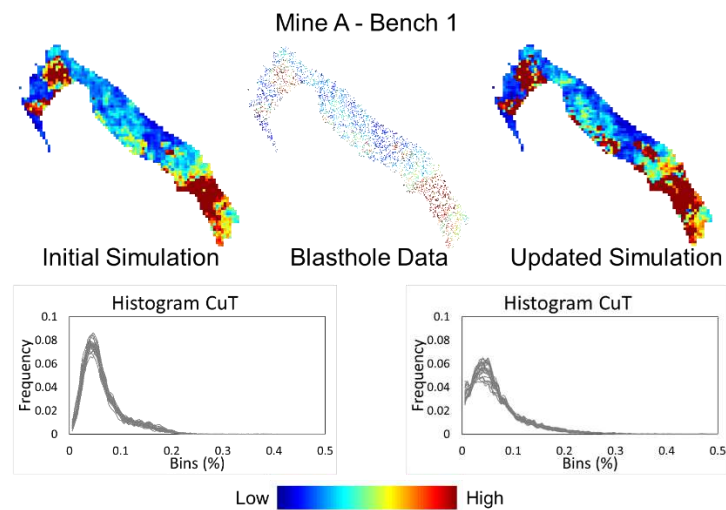 Mine A - Bench 1
Initial Simulation
Blasthole Data
Updated Simulation
Histogram CuT
Frequency
0.1
0.08
0.06
0.04
0.02
0
0 0.1 0.2 0.3 0.4 0.5
Bins (%)
Histogram CuT
Frequency
0.1
0.08
0.06
0.04
0.02
0
0 0.1 0.2 0.3 0.4 0.5
Bins (%)
Low High